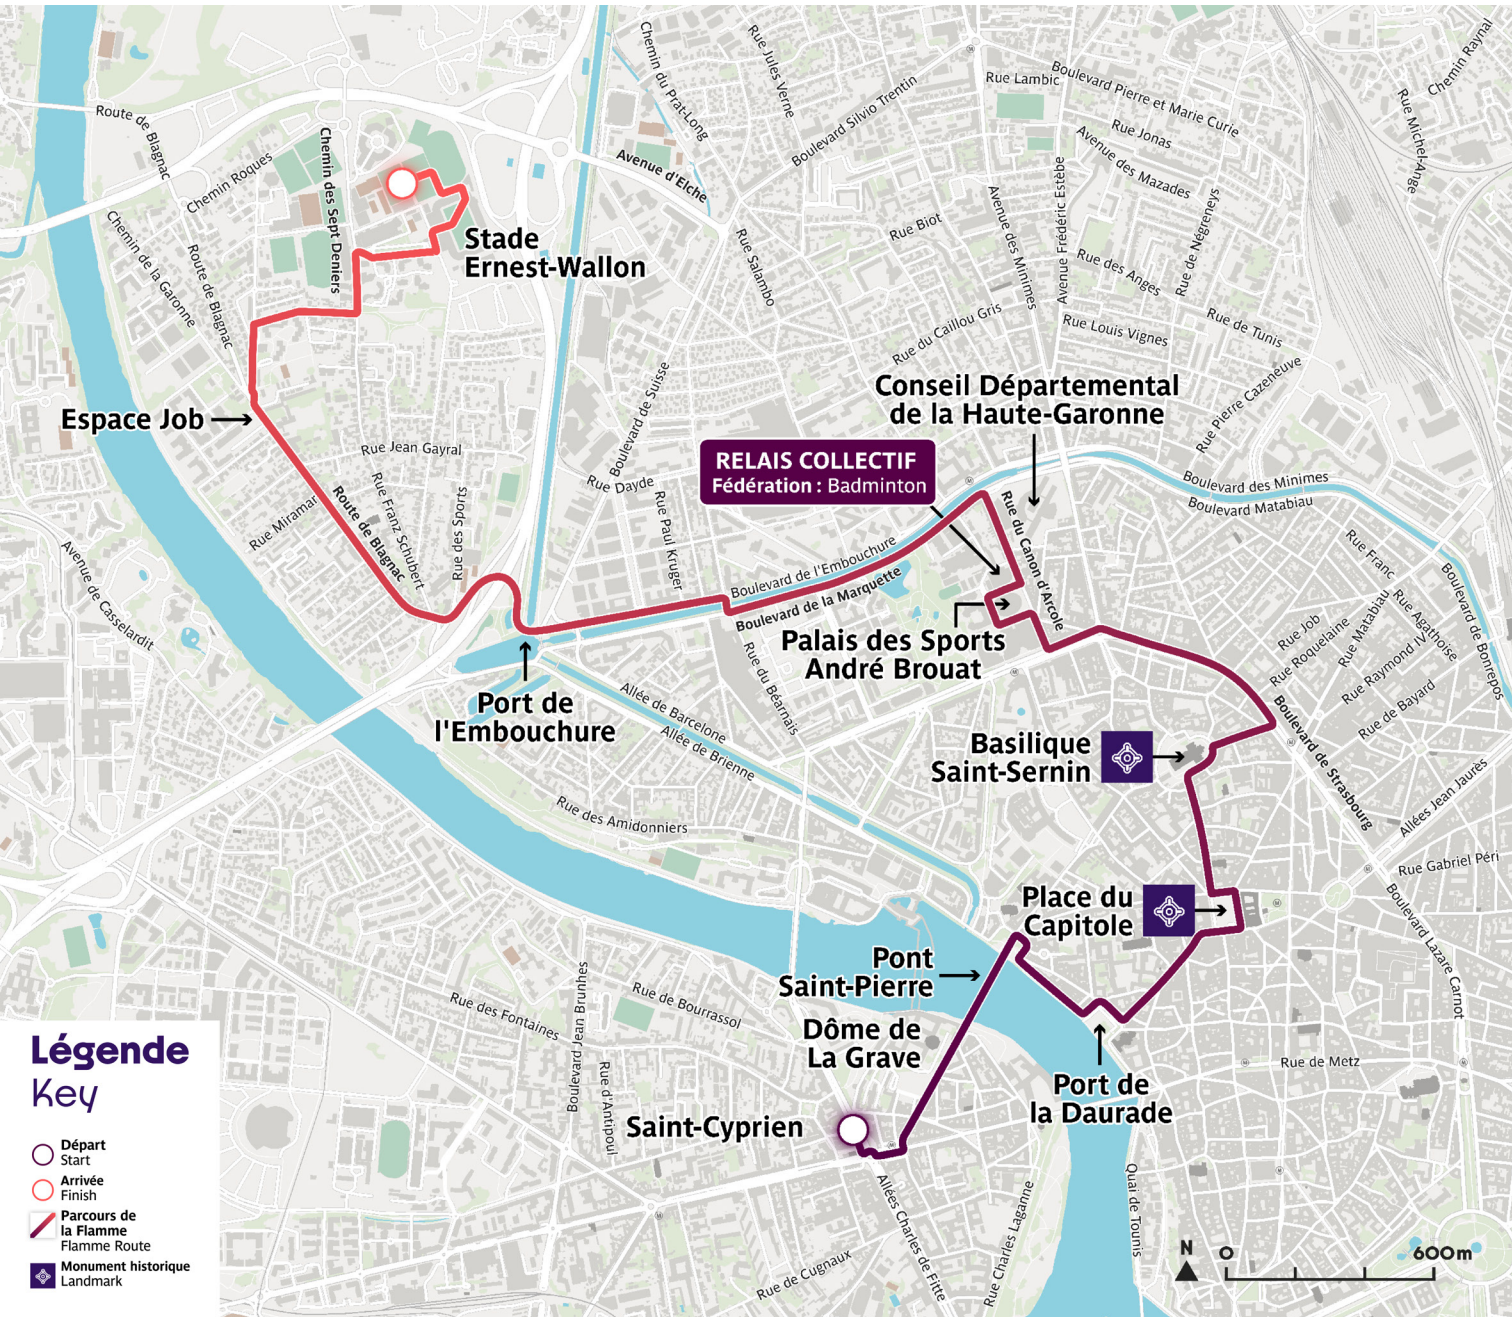 Route de Blagnac
Chemin Roques
Chemin des Sept Deniers
Chemin de la Garonne
Route de Blagnac
Stade
Ernest-Wallon
Chemin du Prat-Long
Rue Jules Verne
Boulevard Silvio Trentin
Avenue d'Elche
Rue Salambo
Rue Biot
Rue Lambic
Boulevard Pierre et Marie Curie
Rue Jonas
Avenue des Mazades
Avenue Frédéric Estèbe
Avenue des Minimes
Rue des Anges
Rue de Négreneys
Rue de Tunis
Rue Louis Vignes
Rue du Caillou Gris
Rue Pierre Cazeneuve
Rue Michel-Ange
Chemin Raynal
Espace Job
Rue Jean Gayral
Rue Miramar
Route de Blagnac
Rue Franz Schubert
Rue des Sports
Boulevard de Suisse
Rue Dayde
Rue Paul Kruger
Conseil Départemental
de la Haute-Garonne
RELAIS COLLECTIF
Fédération : Badminton
Rue du Canon d'Arcole
Boulevard de l'Embouchure
Boulevard de la Marquette
Boulevard des Minimes
Boulevard Matabiau
Palais des Sports
André Brouat
Rue Franc
Rue Agathoise
Boulevard de Bonrepos
Rue Job
Rue Roquelaine
Rue Matabiau
Rue Raymond IV
Rue de Bayard
Avenue de Casselardit
Port de
l'Embouchure
Allée de Barcelone
Allée de Brienne
Rue du Béarnais
Rue des Amidonniers
Basilique
Saint-Sernin
Boulevard de Strasbourg
Allées Jean Jaurès
Rue Gabriel Péri
Place du
Capitole
Boulevard Lazare Carnot
Pont
Saint-Pierre
Dôme de
La Grave
Port de
la Daurade
Rue de Metz
Rue des Fontaines
Boulevard Jean Brunhes
Rue de Bourrassol
Rue d'Antipoul
Saint-Cyprien
Allées Charles de Fitte
Rue Charles Laganne
Quai de Tounis
Rue de Cugnaux
Légende
Key
Départ
Start
Arrivée
Finish
Parcours de
la Flamme
Flamme Route
Monument historique
Landmark
N
0
600m